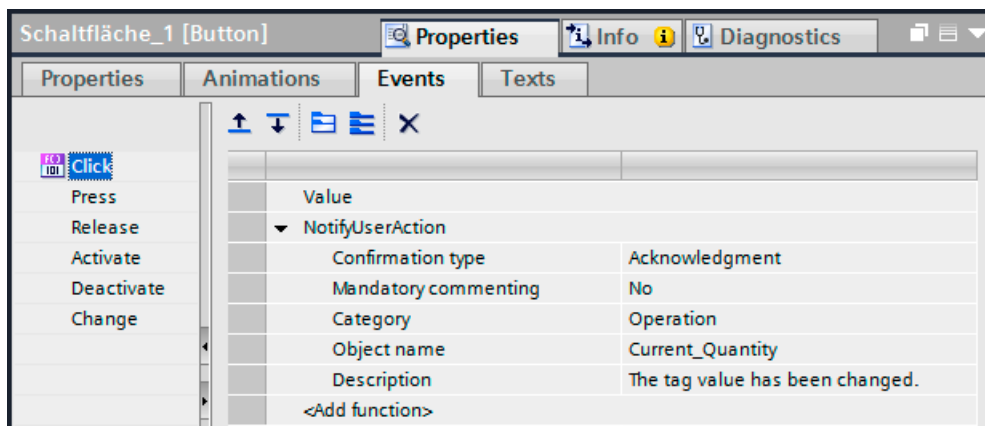 Schaltfläche_1 [Button] Properties Info Diagnostics
Properties Animations Events Texts
Click
Press
Release
Activate
Deactivate
Change
Value
NotifyUserAction
Confirmation type Acknowledgment
Mandatory commenting No
Category Operation
Object name Current_Quantity
Description The tag value has been changed.
<Add function>